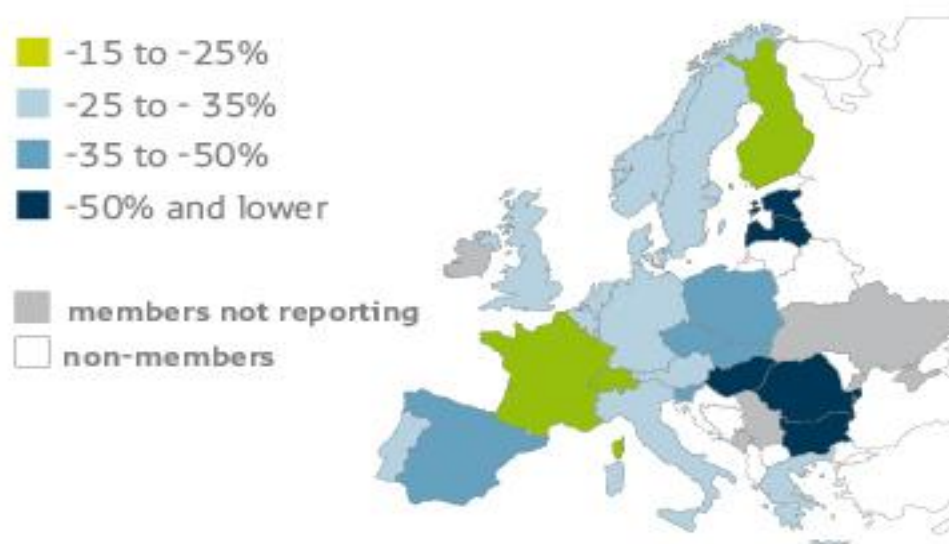 -15 to -25%
-25 to - 35%
-35 to -50%
-50% and lower
members not reporting
non-members